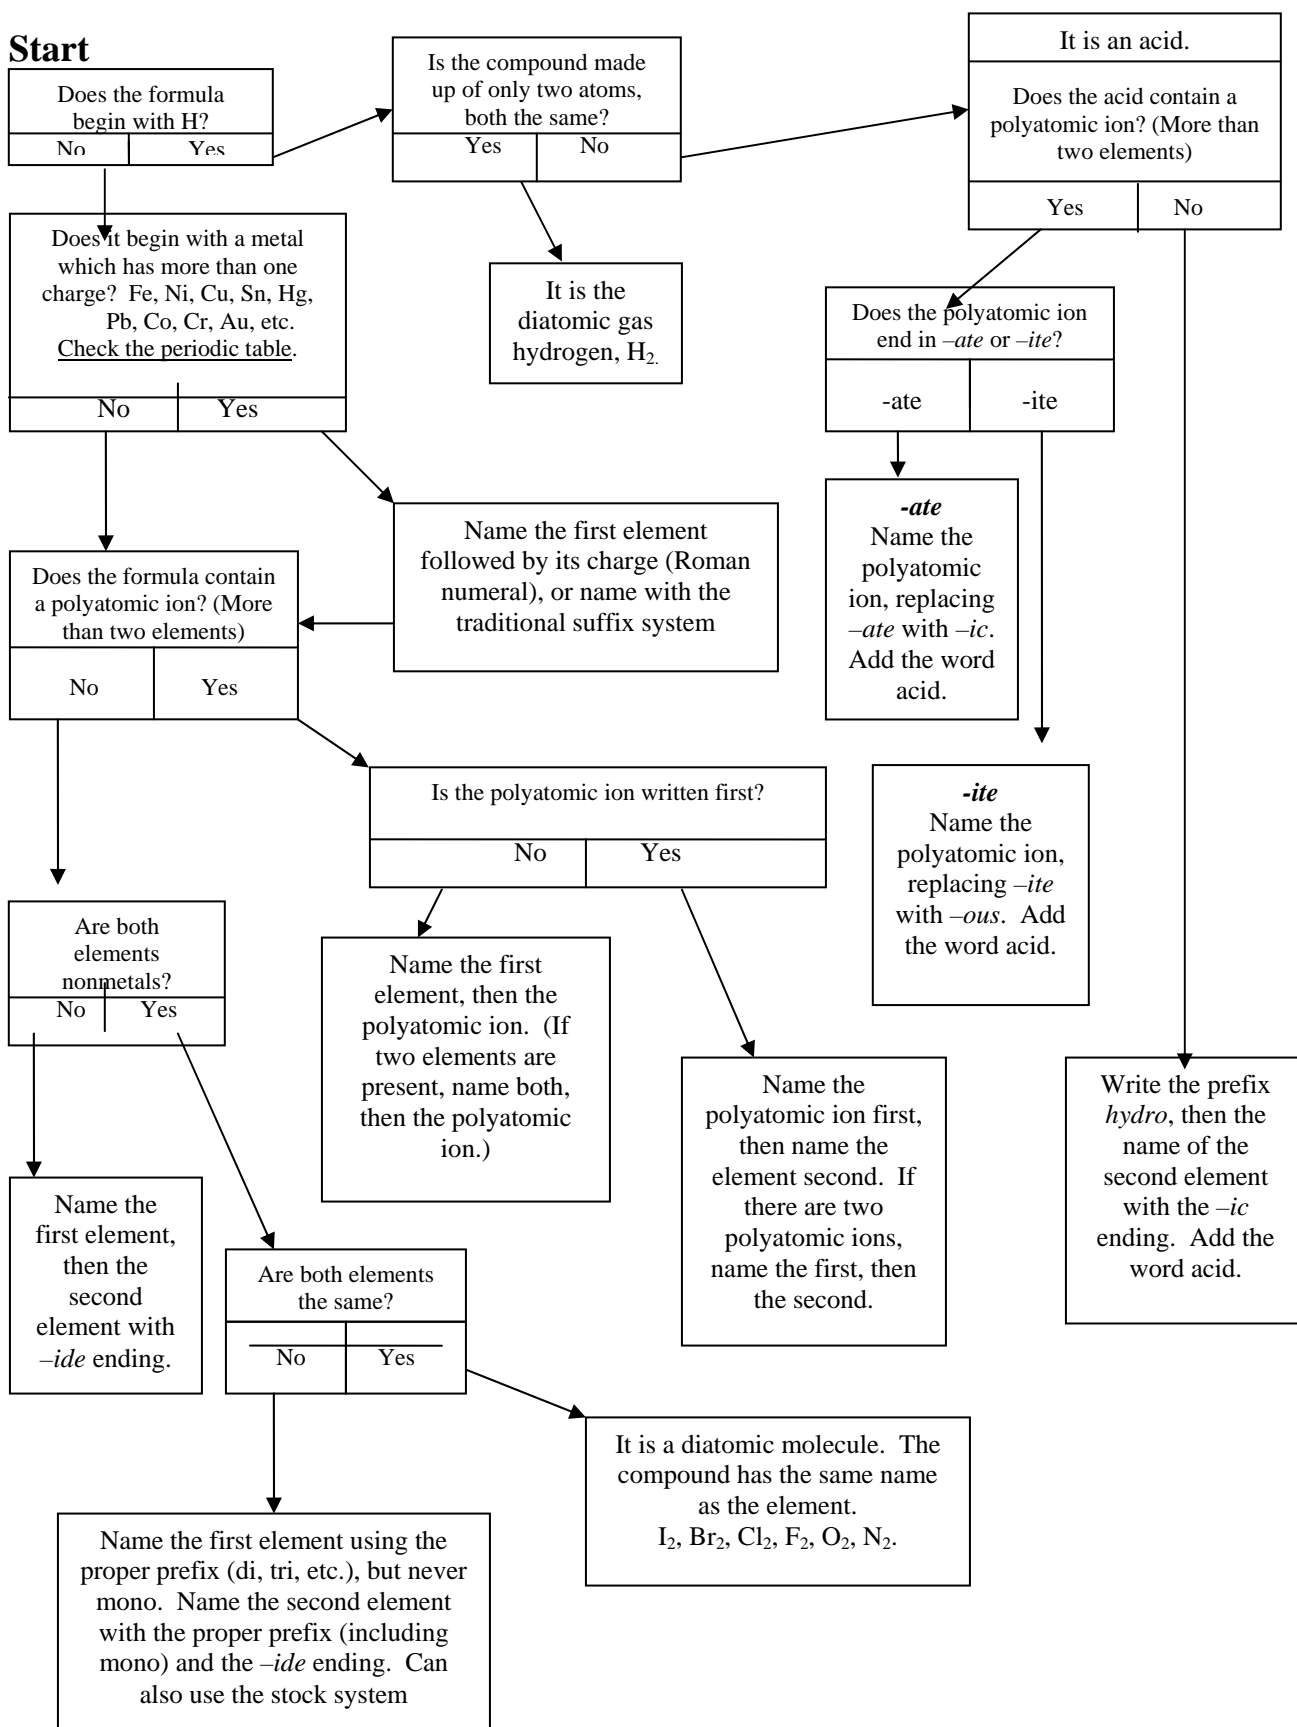 Start
Does the formula
begin with H?
No Yes
Is the compound made
up of only two atoms,
both the same?
Yes No
It is an acid.
Does the acid contain a
polyatomic ion? (More than
two elements)
Yes No
Does it begin with a metal
which has more than one
charge? Fe, Ni, Cu, Sn, Hg,
Pb, Co, Cr, Au, etc.
Check the periodic table.
No Yes
It is the
diatomic gas
hydrogen, H2.
Does the polyatomic ion
end in –ate or –ite?
-ate -ite
Name the first element
followed by its charge (Roman
numeral), or name with the
traditional suffix system
-ate
Name the
polyatomic
ion, replacing
–ate with –ic.
Add the word
acid.
Does the formula contain
a polyatomic ion? (More
than two elements)
No Yes
Is the polyatomic ion written first?
No Yes
-ite
Name the
polyatomic ion,
replacing –ite
with –ous. Add
the word acid.
Are both
elements
nonmetals?
No Yes
Name the first
element, then the
polyatomic ion. (If
two elements are
present, name both,
then the polyatomic
ion.)
Name the
polyatomic ion first,
then name the
element second. If
there are two
polyatomic ions,
name the first, then
the second.
Write the prefix
hydro, then the
name of the
second element
with the –ic
ending. Add the
word acid.
Name the
first element,
then the
second
element with
–ide ending.
Are both elements
the same?
No Yes
It is a diatomic molecule. The
compound has the same name
as the element.
I2, Br2, Cl2, F2, O2, N2.
Name the first element using the
proper prefix (di, tri, etc.), but never
mono. Name the second element
with the proper prefix (including
mono) and the –ide ending. Can
also use the stock system